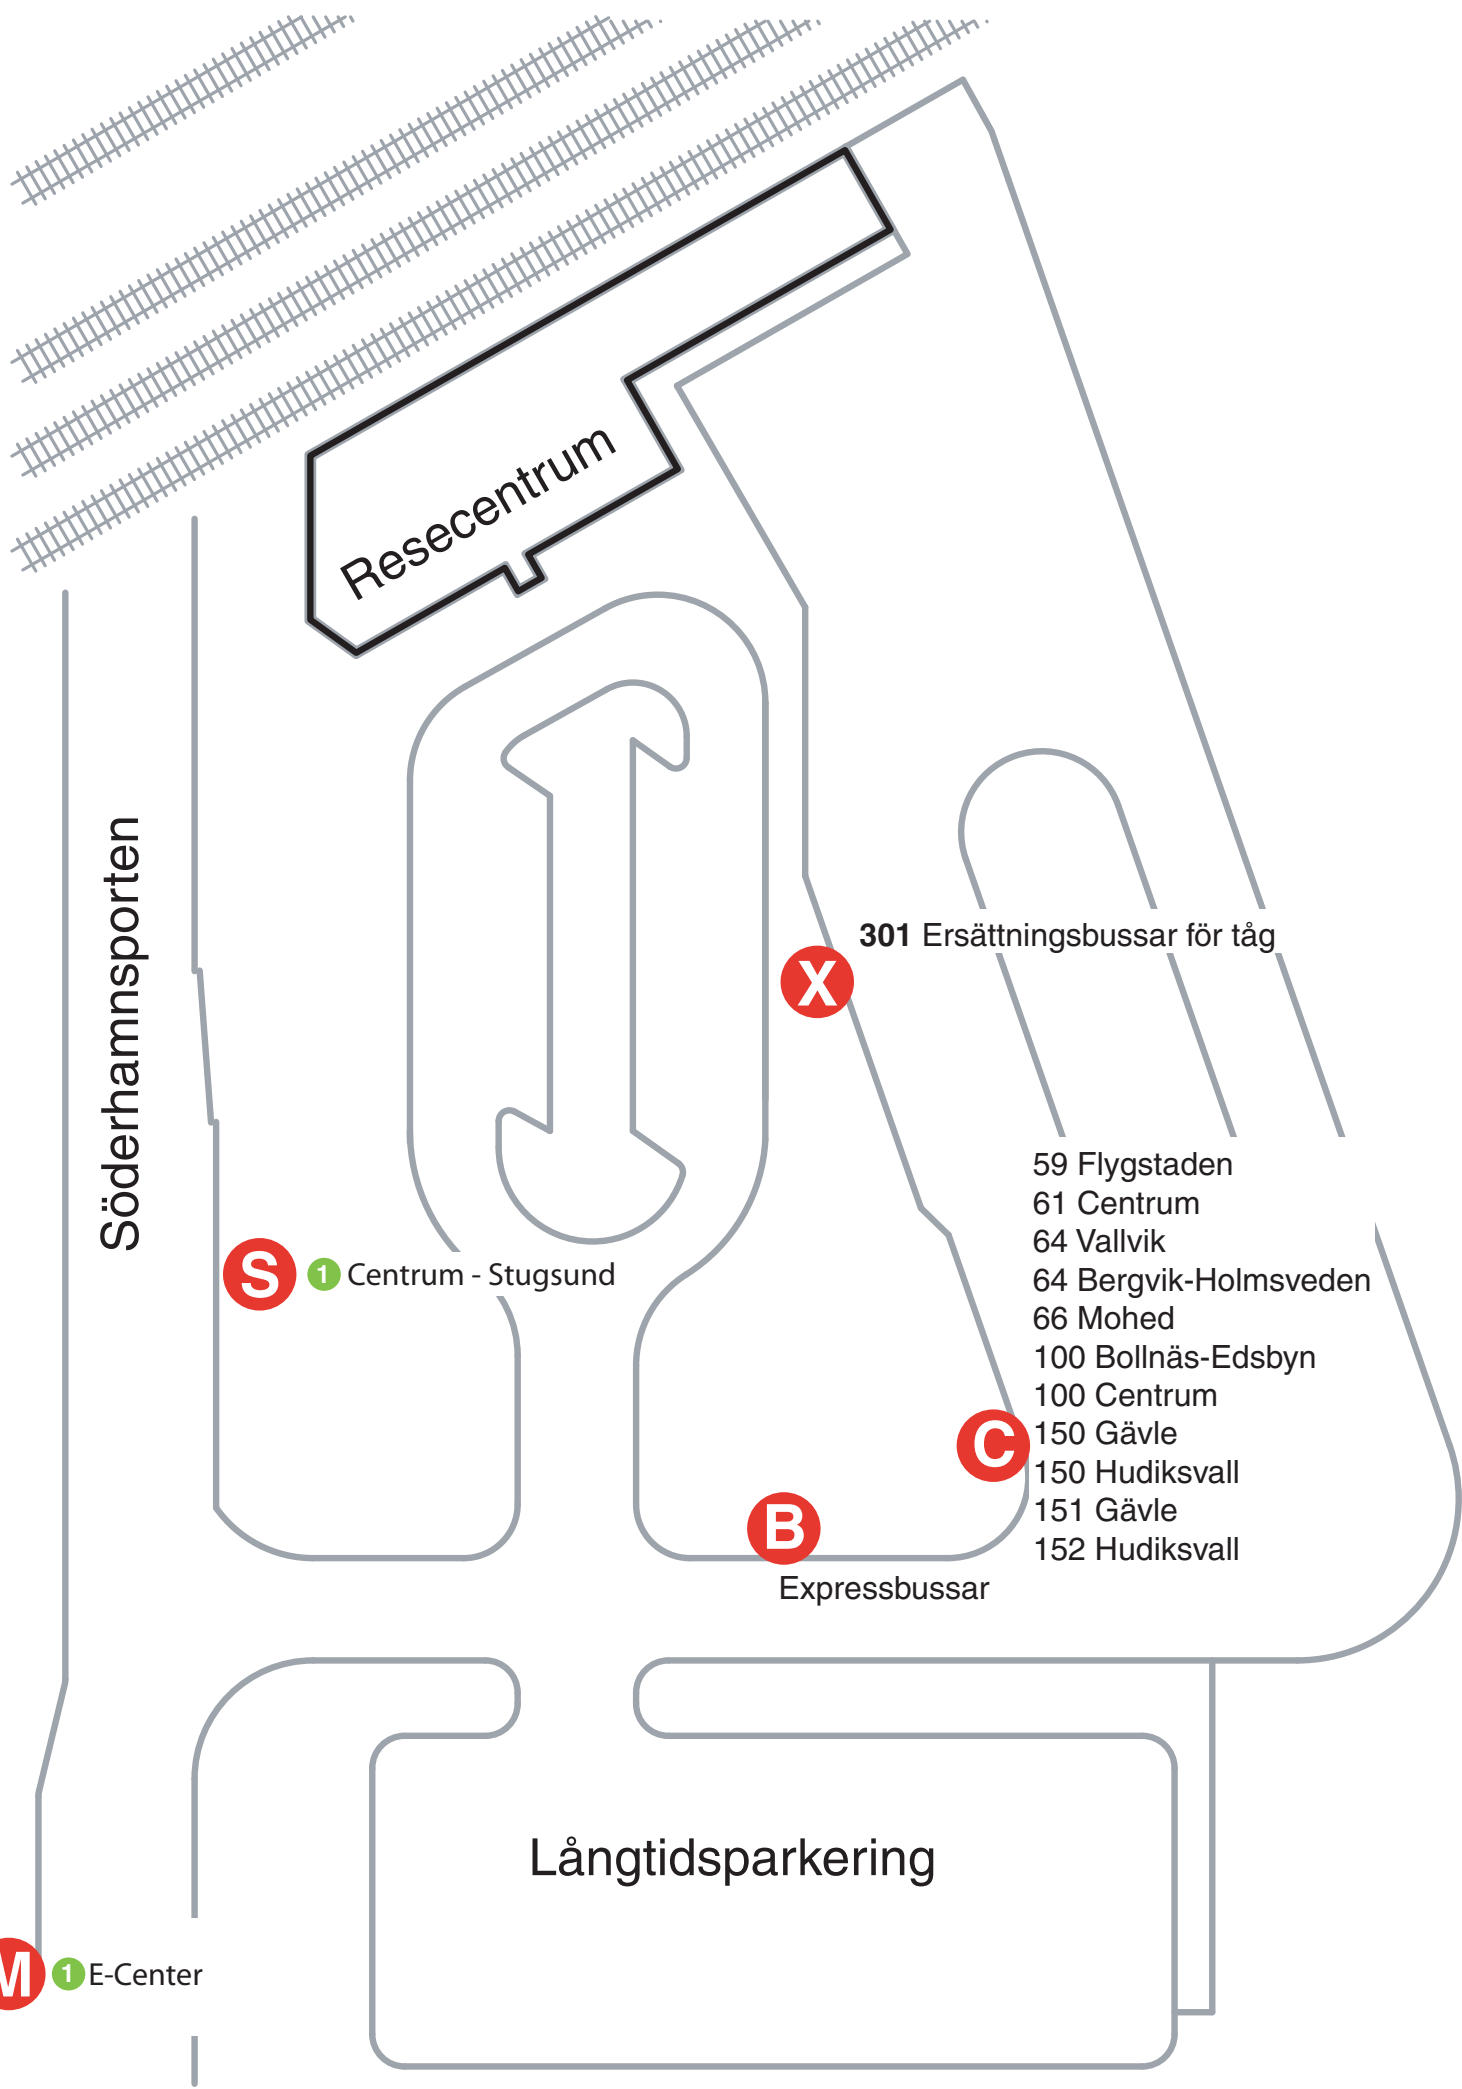 Resecentrum
Söderhamnsporten
301 Ersättningsbussar för tåg
X
59 Flygstaden
61 Centrum
64 Vallvik
64 Bergvik-Holmsveden
66 Mohed
100 Bollnäs-Edsbyn
100 Centrum
150 Gävle
150 Hudiksvall
151 Gävle
152 Hudiksvall
S 1 Centrum - Stugsund
C
B
Expressbussar
Långtidsparkering
M 1 E-Center